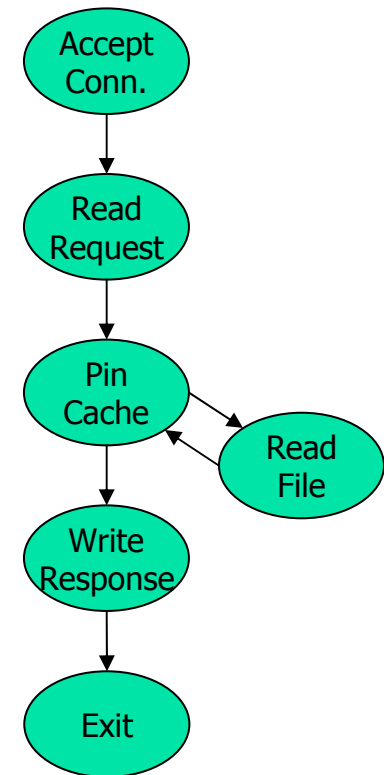 Accept
Conn.
Read
Request
Pin
Cache
Read
File
Write
Response
Exit